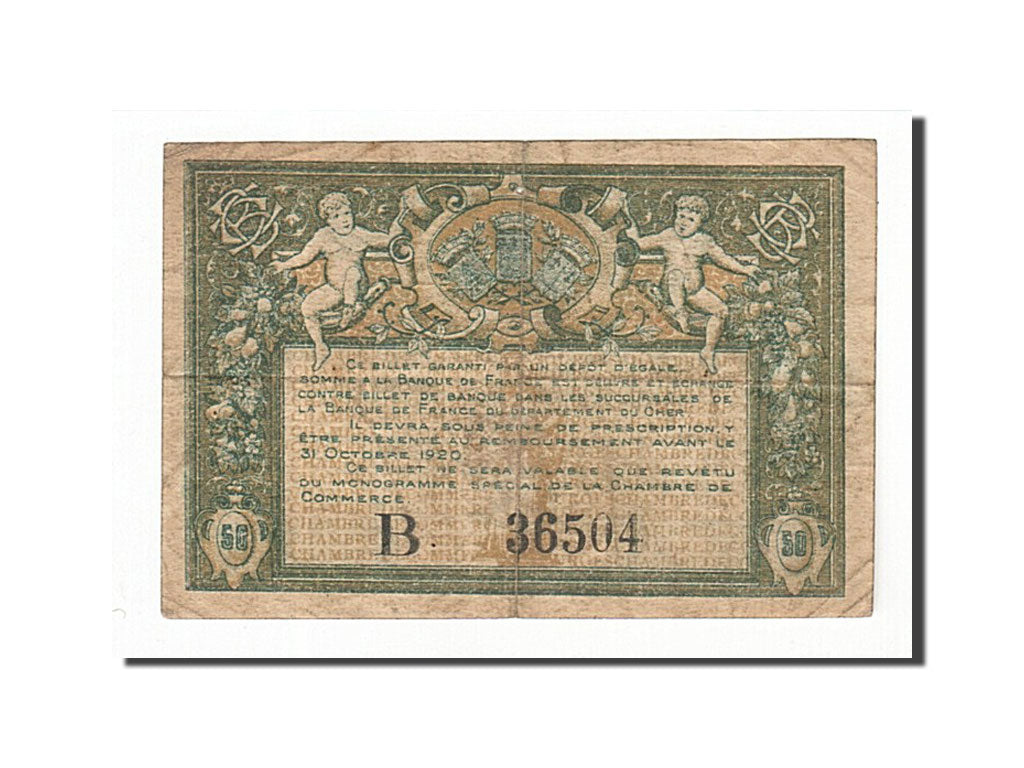 CE BILLET GARANTI PAR UN DÉPÔT D'ÉGALE
SOMME A LA BANQUE DE FRANCE EST DÉLIVRÉ ET ÉCHANGÉ
CONTRE BILLET DE BANQUE DANS LES SUCCURSALES DE
LA BANQUE DE FRANCE DU DÉPARTEMENT DU CHER.
IL DEVRA, SOUS PEINE DE PRESCRIPTION, Y
ÊTRE PRÉSENTÉ AU REMBOURSEMENT AVANT LE
31 OCTOBRE 1920.
CE BILLET NE SERA VALABLE QUE REVÊTU
DU MONOGRAMME SPÉCIAL DE LA CHAMBRE DE
COMMERCE.
B. 36504
50 50